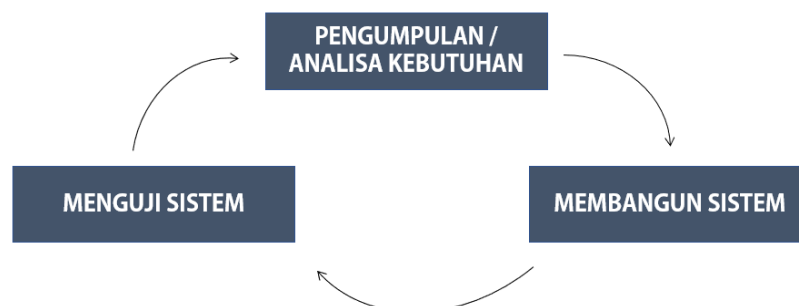 PENGUMPULAN /
ANALISA KEBUTUHAN
MENGUJI SISTEM
MEMBANGUN SISTEM